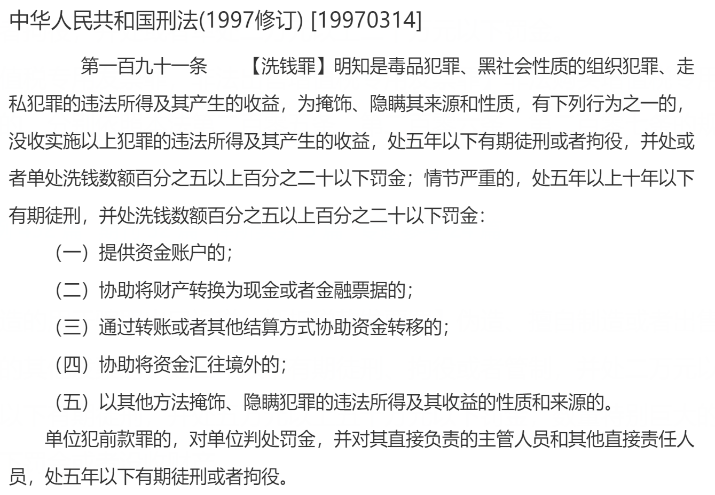 中华人民共和国刑法(1997修订) [19970314]
第一百九十一条 【洗钱罪】明知是毒品犯罪、黑社会性质的组织犯罪、走
私犯罪的违法所得及其产生的收益，为掩饰、隐瞒其来源和性质，有下列行为之一的，
没收实施以上犯罪的违法所得及其产生的收益，处五年以下有期徒刑或者拘役，并处或
者单处洗钱数额百分之五以上百分之二十以下罚金；情节严重的，处五年以上十年以下
有期徒刑，并处洗钱数额百分之五以上百分之二十以下罚金：
（一）提供资金账户的；
（二）协助将财产转换为现金或者金融票据的；
（三）通过转账或者其他结算方式协助资金转移的；
（四）协助将资金汇往境外的；
（五）以其他方法掩饰、隐瞒犯罪的违法所得及其收益的性质和来源的。
单位犯前款罪的，对单位判处罚金，并对其直接负责的主管人员和其他直接责任人
员，处五年以下有期徒刑或者拘役。